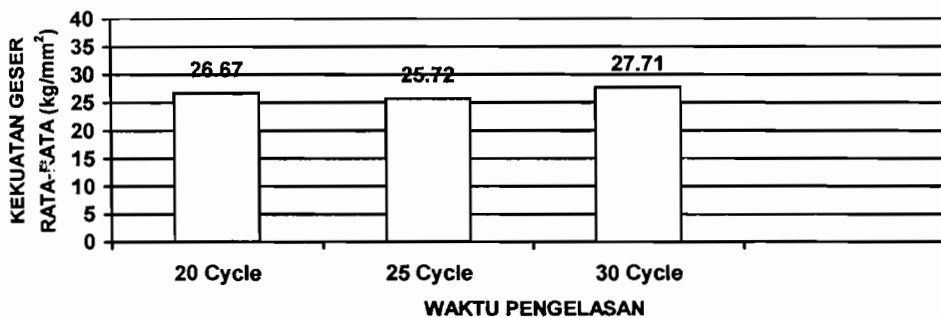 KEKUATAN GESER
RATA-RATA (kg/mm²)
40
35
30
25
20
15
10
5
0
26.67
25.72
27.71
20 Cycle
25 Cycle
30 Cycle
WAKTU PENGELASAN